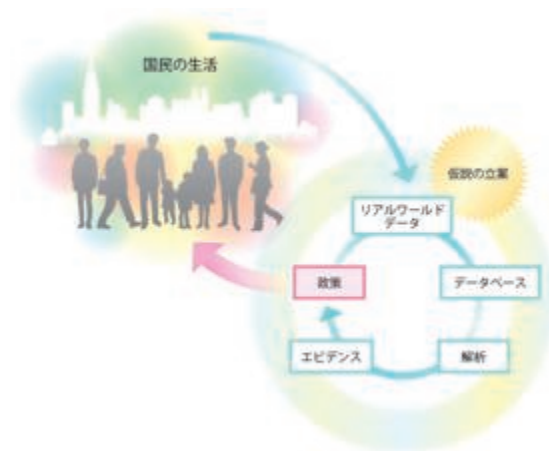 国民の生活
仮説の立案
リアルワールド
データ
政策
データベース
エビデンス
解析